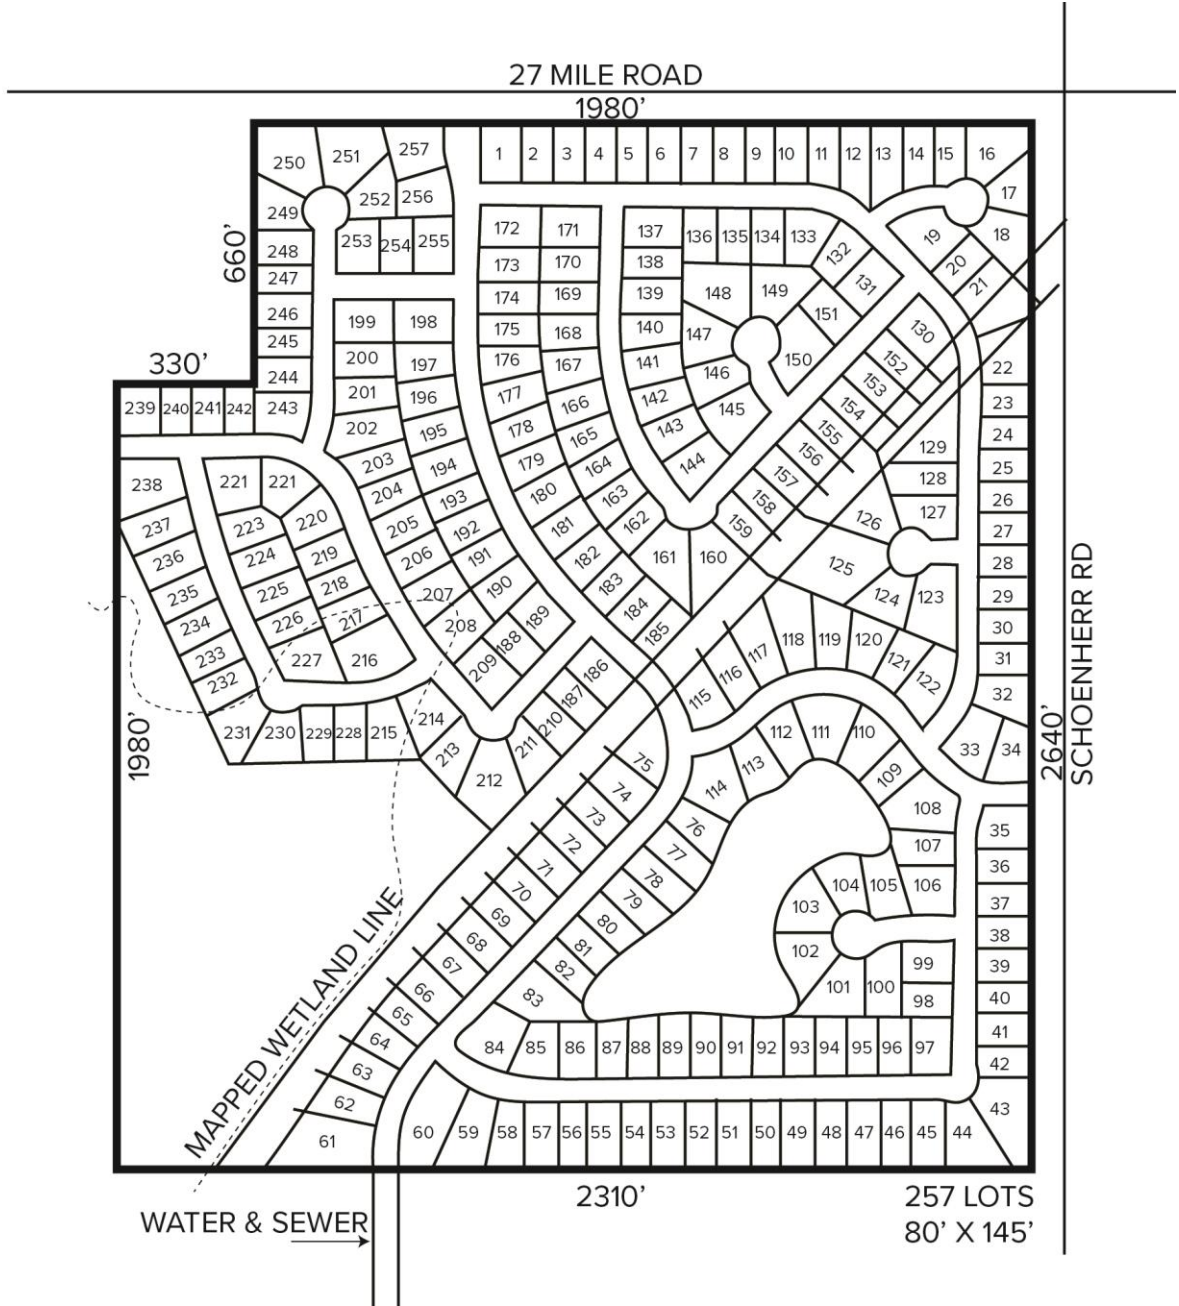 27 MILE ROAD
1980’
250 251 257 1 2 3 4 5 6 7 8 9 10 11 12 13 14 15 16
249 252 256 17
248 253 254 255 172 171 137 136 135 134 133 132 19 18
660’
247 173 170 138 131 20 21
246 174 169 139 148 149 151
245 199 198 175 168 140 147 150 130
330’
244 200 197 176 167 141 146 152 22
239 240 241 242 243 201 196 177 166 142 145 153 154 23
202 195 178 165 143 155 129 24
238 221 221 203 194 179 164 144 156 128 25
237 223 220 204 193 180 163 157 158 127 26
236 224 219 205 192 181 162 159 126 27
235 225 218 206 191 182 161 160 125 28
234 226 217 207 190 183 124 123 29
233 227 216 208 189 184 118 119 120 30
232 209 188 185 117 121 31
186 187 115 116 122 32
231 230 229 228 215 214 213 211 210 112 111 110 33 34
1980’
2640’
SCHOENHERR RD
212 75 74 114 113 109 108
73 76 35
72 77 107
71 78 104 105 106 36
70 79 103 37
69 80 38
68 81 102 99 39
67 82 101 100 98 40
66 83
65 41
64 84 85 86 87 88 89 90 91 92 93 94 95 96 97 42
63
62 43
61 60 59 58 57 56 55 54 53 52 51 50 49 48 47 46 45 44
MAPPED WETLAND LINE
2310’
257 LOTS
80’ X 145’
WATER & SEWER